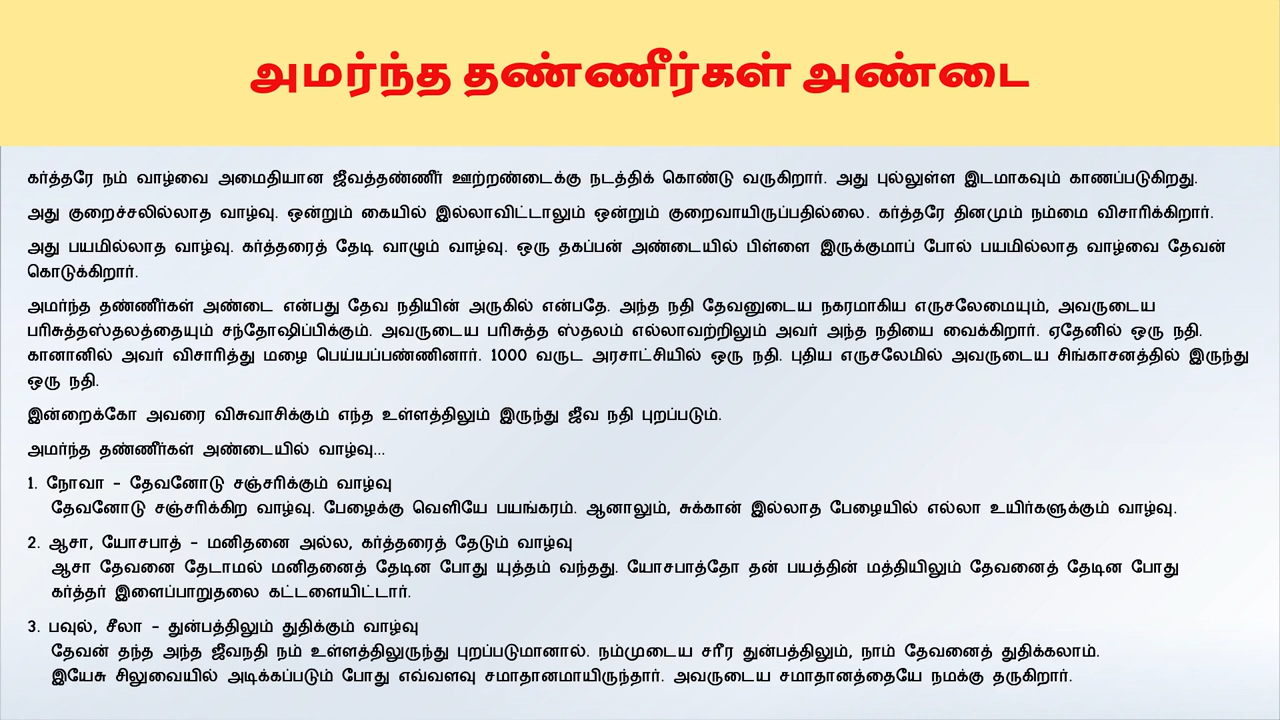 அமர்ந்த தண்ணீர்கள் அண்டை
கர்த்தரே நம் வாழ்வை அமைதியான ஜீவத்தண்ணீர் ஊற்றண்டைக்கு நடத்திக் கொண்டு வருகிறார். அது புல்லுள்ள இடமாகவும் காணப்படுகிறது.
அது குறைச்சலில்லாத வாழ்வு. ஒன்றும் கையில் இல்லாவிட்டாலும் ஒன்றும் குறைவாயிருப்பதில்லை. கர்த்தரே தினமும் நம்மை விசாரிக்கிறார்.
அது பயமில்லாத வாழ்வு. கர்த்தரைத் தேடி வாழும் வாழ்வு. ஒரு தகப்பன் அண்டையில் பிள்ளை இருக்குமாப் போல் பயமில்லாத வாழ்வை தேவன்
கொடுக்கிறார்.
அமர்ந்த தண்ணீர்கள் அண்டை என்பது தேவ நதியின் அருகில் என்பதே. அந்த நதி தேவனுடைய நகரமாகிய எருசலேமையும், அவருடைய
பரிசுத்தஸ்தலத்தையும் சந்தோஷிப்பிக்கும். அவருடைய பரிசுத்த ஸ்தலம் எல்லாவற்றிலும் அவர் அந்த நதியை வைக்கிறார். ஏதேனில் ஒரு நதி.
கானானில் அவர் விசாரித்து மழை பெய்யப்பண்ணினார். 1000 வருட அரசாட்சியில் ஒரு நதி. புதிய எருசலேமில் அவருடைய சிங்காசனத்தில் இருந்து
ஒரு நதி.
இன்றைக்கோ அவரை விசுவாசிக்கும் எந்த உள்ளத்திலும் இருந்து ஜீவ நதி புறப்படும்.
அமர்ந்த தண்ணீர்கள் அண்டையில் வாழ்வு...
1. நோவா - தேவனோடு சஞ்சரிக்கும் வாழ்வு
தேவனோடு சஞ்சரிக்கிற வாழ்வு. பேழைக்கு வெளியே பயங்கரம். ஆனாலும், சுக்கான் இல்லாத பேழையில் எல்லா உயிர்களுக்கும் வாழ்வு.
2. ஆசா, யோசபாத் - மனிதனை அல்ல, கர்த்தரைத் தேடும் வாழ்வு
ஆசா தேவனை தேடாமல் மனிதனைத் தேடின போது யுத்தம் வந்தது. யோசபாத்தோ தன் பயத்தின் மத்தியிலும் தேவனைத் தேடின போது
கர்த்தர் இளைப்பாறுதலை கட்டளையிட்டார்.
3. பவுல், சீலா - துன்பத்திலும் துதிக்கும் வாழ்வு
தேவன் தந்த அந்த ஜீவநதி நம் உள்ளத்திலுருந்து புறப்படுமானால். நம்முடைய சரீர துன்பத்திலும், நாம் தேவனைத் துதிக்கலாம்.
இயேசு சிலுவையில் அடிக்கப்படும் போது எவ்வளவு சமாதானமாயிருந்தார். அவருடைய சமாதானத்தையே நமக்கு தருகிறார்.